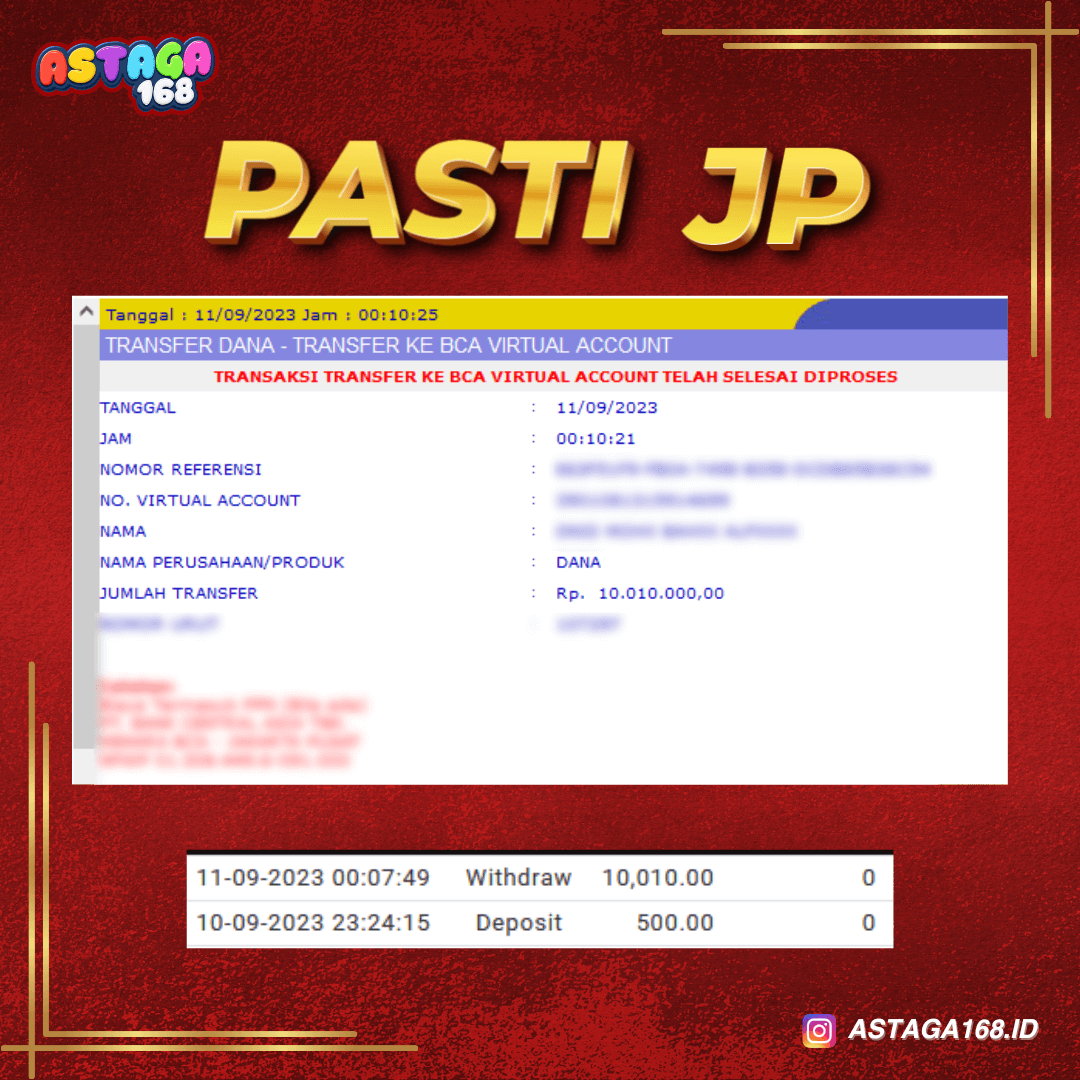 ASTAGA
168
PASTI JP
Tanggal : 11/09/2023 Jam : 00:10:25
TRANSFER DANA - TRANSFER KE BCA VIRTUAL ACCOUNT
TRANSAKSI TRANSFER KE BCA VIRTUAL ACCOUNT TELAH SELESAI DIPROSES
TANGGAL : 11/09/2023
JAM : 00:10:21
NOMOR REFERENSI :
NO. VIRTUAL ACCOUNT :
NAMA :
NAMA PERUSAHAAN/PRODUK : DANA
JUMLAH TRANSFER : Rp. 10.010.000,00
11-09-2023 00:07:49 Withdraw 10,010.00 0
10-09-2023 23:24:15 Deposit 500.00 0
ASTAGA168.ID